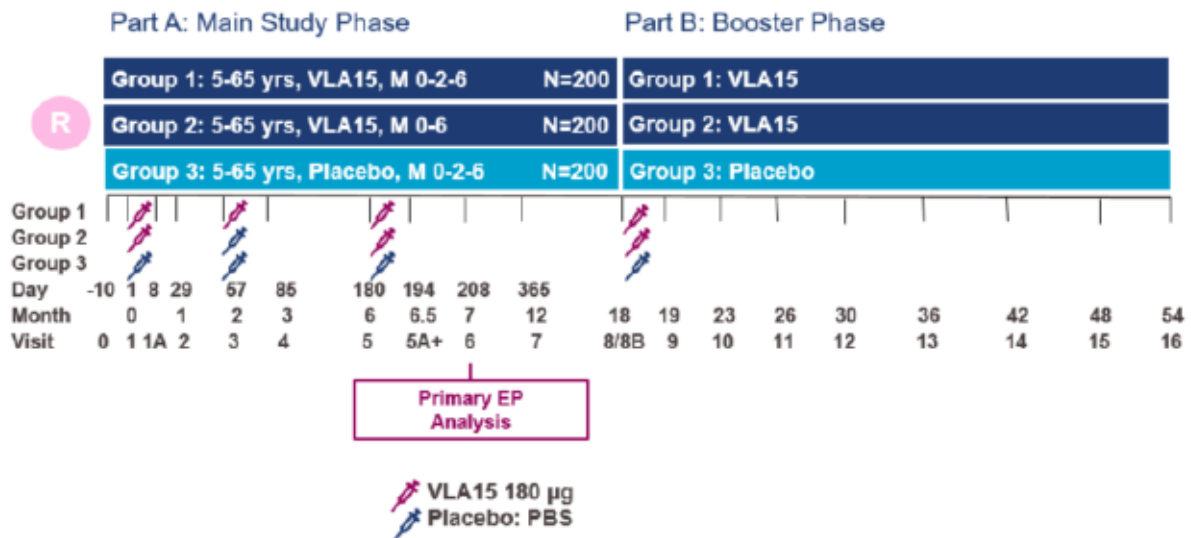 Part A: Main Study Phase Part B: Booster Phase
Group 1: 5-65 yrs, VLA15, M 0-2-6 N=200 Group 1: VLA15
R
Group 2: 5-65 yrs, VLA15, M 0-6 N=200 Group 2: VLA15
Group 3: 5-65 yrs, Placebo, M 0-2-6 N=200 Group 3: Placebo
Group 1
Group 2
Group 3
Day -10 1 8 29 57 85 180 194 208 365
Month 0 1 2 3 6 6.5 7 12 18 19 23 26 30 36 42 48 54
Visit 0 1 1A 2 3 4 5 5A+ 6 7 8/8B 9 10 11 12 13 14 15 16
Primary EP
Analysis
VLA15 180 µg
Placebo: PBS